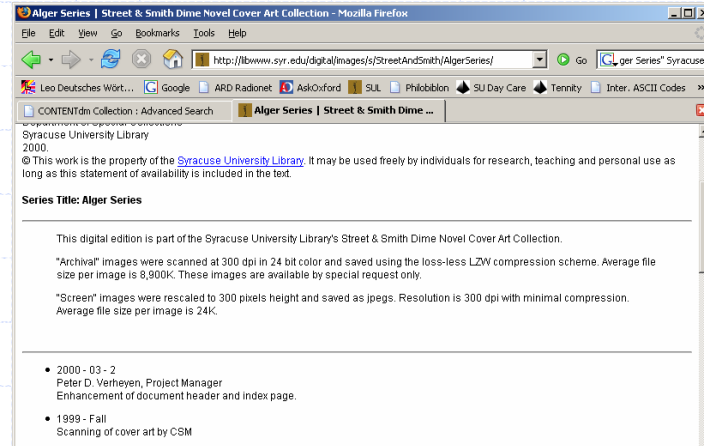 Alger Series | Street & Smith Dime Novel Cover Art Collection - Mozilla Firefox
File Edit View Go Bookmarks Tools Help
http://libwww.syr.edu/digital/images/s/StreetAndSmith/AlgerSeries/ Go ger Series" Syracuse
Leo Deutsches Wört... Google ARD Radionet AskOxford SUL Philobiblon SU Day Care Tennity Inter. ASCII Codes »
CONTENTdm Collection : Advanced Search Alger Series | Street & Smith Dime ...
Department of Special Collections
Syracuse University Library
2000.
© This work is the property of the Syracuse University Library. It may be used freely by individuals for research, teaching and personal use as
long as this statement of availability is included in the text.
Series Title: Alger Series
This digital edition is part of the Syracuse University Library's Street & Smith Dime Novel Cover Art Collection.
"Archival" images were scanned at 300 dpi in 24 bit color and saved using the loss-less LZW compression scheme. Average file
size per image is 8,900K. These images are available by special request only.
"Screen" images were rescaled to 300 pixels height and saved as jpegs. Resolution is 300 dpi with minimal compression.
Average file size per image is 24K.
2000 - 03 - 2
Peter D. Verheyen, Project Manager
Enhancement of document header and index page.
1999 - Fall
Scanning of cover art by CSM